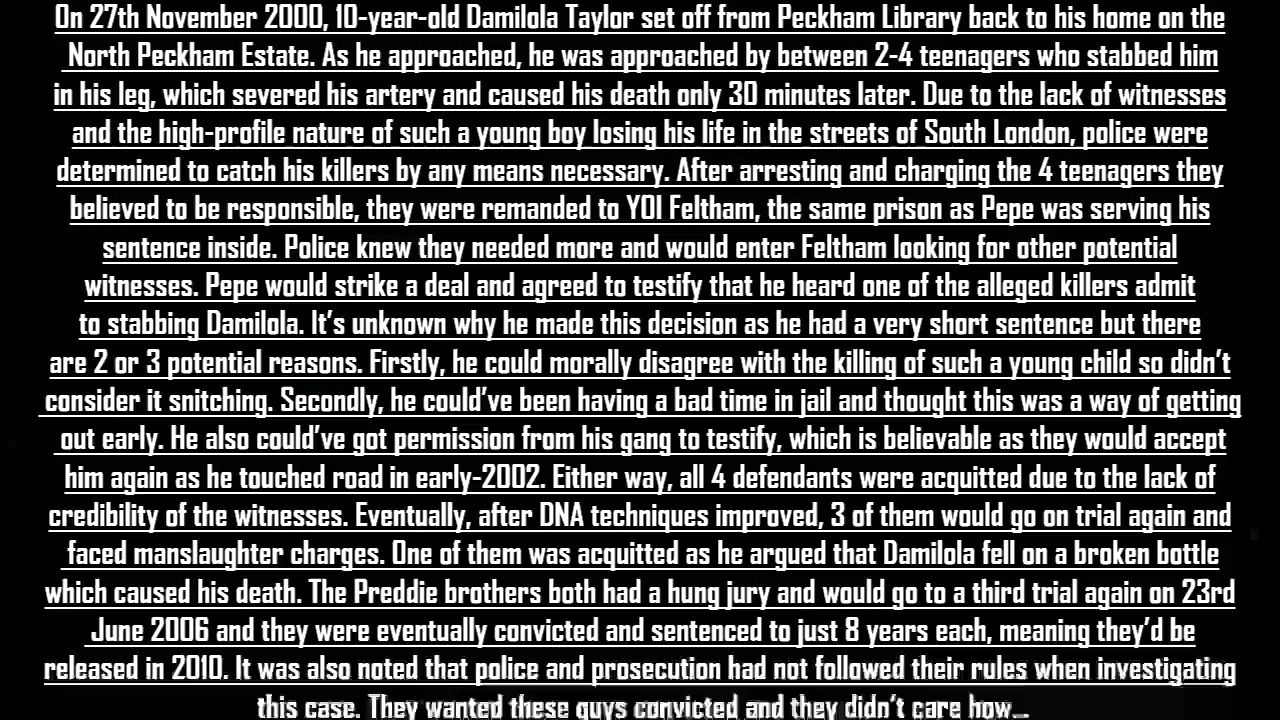 On 27th November 2000, 10-year-old Damilola Taylor set off from Peckham Library back to his home on the
North Peckham Estate. As he approached, he was approached by between 2-4 teenagers who stabbed him
in his leg, which severed his artery and caused his death only 30 minutes later. Due to the lack of witnesses
and the high-profile nature of such a young boy losing his life in the streets of South London, police were
determined to catch his killers by any means necessary. After arresting and charging the 4 teenagers they
believed to be responsible, they were remanded to YOI Feltham, the same prison as Pepe was serving his
sentence inside. Police knew they needed more and would enter Feltham looking for other potential
witnesses. Pepe would strike a deal and agreed to testify that he heard one of the alleged killers admit
to stabbing Damilola. It's unknown why he made this decision as he had a very short sentence but there
are 2 or 3 potential reasons. Firstly, he could morally disagree with the killing of such a young child so didn't
consider it snitching. Secondly, he could've been having a bad time in jail and thought this was a way of getting
out early. He also could've got permission from his gang to testify, which is believable as they would accept
him again as he touched road in early-2002. Either way, all 4 defendants were acquitted due to the lack of
credibility of the witnesses. Eventually, after DNA techniques improved, 3 of them would go on trial again and
faced manslaughter charges. One of them was acquitted as he argued that Damilola fell on a broken bottle
which caused his death. The Preddie brothers both had a hung jury and would go to a third trial again on 23rd
June 2006 and they were eventually convicted and sentenced to just 8 years each, meaning they'd be
released in 2010. It was also noted that police and prosecution had not followed their rules when investigating
this case. They wanted these guys convicted and they didn't care how...